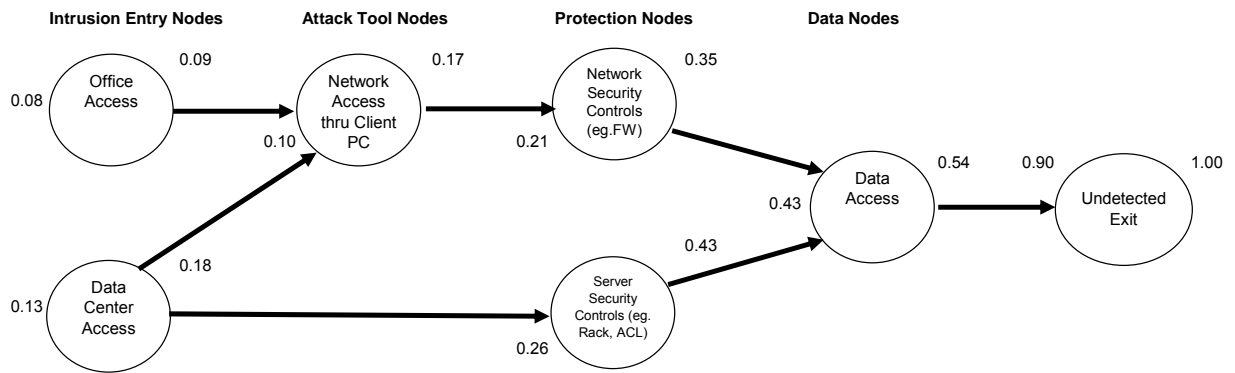 Intrusion Entry Nodes
Attack Tool Nodes
Protection Nodes
Data Nodes
0.08
Office
Access
0.09
0.10
Network
Access
thru Client
PC
0.17
0.21
Network
Security
Controls
(eg.FW)
0.35
0.43
Data
Access
0.54
0.90
Undetected
Exit
1.00
0.13
Data
Center
Access
0.18
0.26
Server
Security
Controls (eg.
Rack, ACL)
0.43